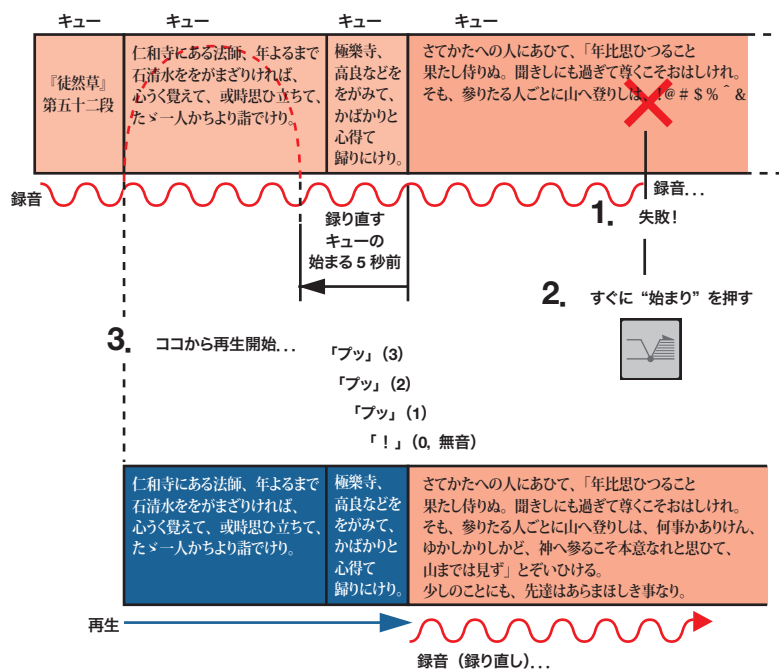 キュー
キュー
キュー
キュー
『徒然草』
第五十二段
仁和寺にある法師、年よるまで
石清水ををがまざりければ、
心うく覚えて、或時思ひ立ちて、
たゞ一人かちより詣でけり。
極樂寺、
高良などを
をがみて、
かばかりと
心得て
歸りにけり。
さてかたへの人にあひて、「年比思ひつること
果たし侍りぬ。聞きしにも過ぎて尊くこそおはしけれ。
そも、參りたる人ごとに山へ登りしは、!@#$%^&
録音
録音...
1. 失敗!
録り直す
キューの
始まる5秒前
2. すぐに“始まり”を押す
3. ココから再生開始...
「プッ」(3)
「プッ」(2)
「プッ」(1)
「!」(0, 無音)
仁和寺にある法師、年よるまで
石清水ををがまざりければ、
心うく覚えて、或時思ひ立ちて、
たゞ一人かちより詣でけり。
極樂寺、
高良などを
をがみて、
かばかりと
心得て
歸りにけり。
さてかたへの人にあひて、「年比思ひつること
果たし侍りぬ。聞きしにも過ぎて尊くこそおはしけれ。
そも、參りたる人ごとに山へ登りしは、何事かありけん、
ゆかしかりしかど、神へ參るこそ本意なれと思ひて、
山までは見ず」とぞいひける。
少しのことにも、先達はあらまほしき事なり。
再生
録音(録り直し)...